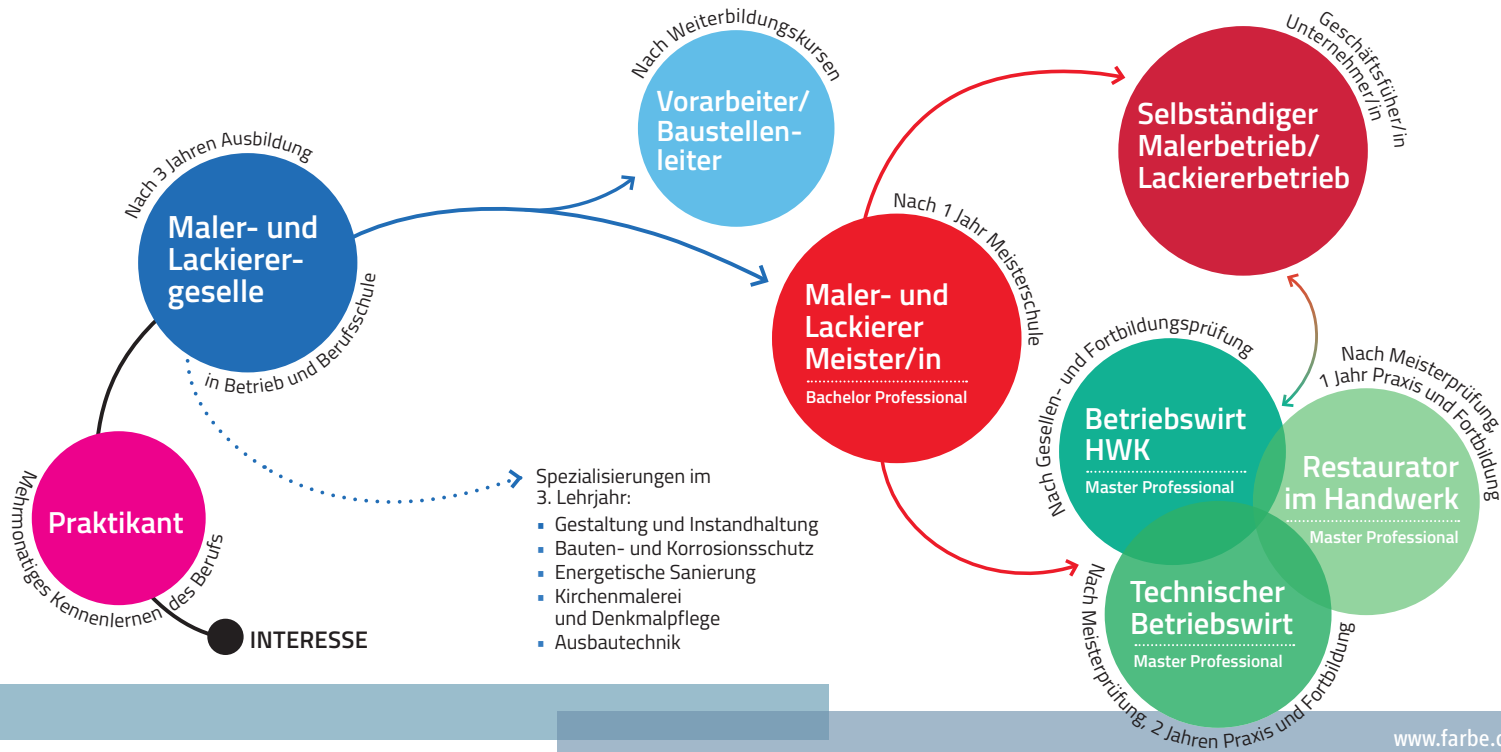 INTERESSE
Praktikant
Mehrmonatiges Kennenlernen des Berufs
Nach 3 Jahren Ausbildung
Maler- und
Lackierer-
geselle
in Betrieb und Berufsschule
Spezialisierungen im
3. Lehrjahr:
Gestaltung und Instandhaltung
Bauten- und Korrosionsschutz
Energetische Sanierung
Kirchenmalerei
und Denkmalpflege
Ausbautechnik
Nach Weiterbildungskursen
Vorarbeiter/
Baustellen-
leiter
Nach 1 Jahr Meisterschule
Maler- und
Lackierer
Meister/in
Bachelor Professional
Geschäftsfüher/in
Unternehmer/in
Selbständiger
Malerbetrieb/
Lackiererbetrieb
Nach Gesellen- und Fortbildungsprüfung
Betriebswirt
HWK
Master Professional
Nach Meisterprüfung,
1 Jahr Praxis und Fortbildung
Restaurator
im Handwerk
Master Professional
Technischer
Betriebswirt
Master Professional
Nach Meisterprüfung, 2 Jahren Praxis und Fortbildung
www.farbe.